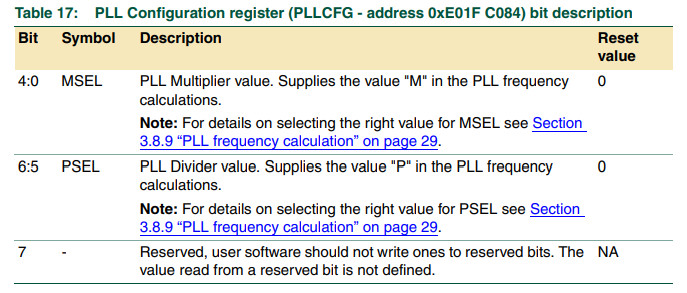 Table 17: PLL Configuration register (PLLCFG - address 0xE01F C084) bit description
Bit Symbol Description Reset
value
4:0 MSEL PLL Multiplier value. Supplies the value "M" in the PLL frequency 0
calculations.
Note: For details on selecting the right value for MSEL see Section
3.8.9 “PLL frequency calculation” on page 29.
6:5 PSEL PLL Divider value. Supplies the value "P" in the PLL frequency 0
calculations.
Note: For details on selecting the right value for PSEL see Section
3.8.9 “PLL frequency calculation” on page 29.
7 - Reserved, user software should not write ones to reserved bits. The NA
value read from a reserved bit is not defined.